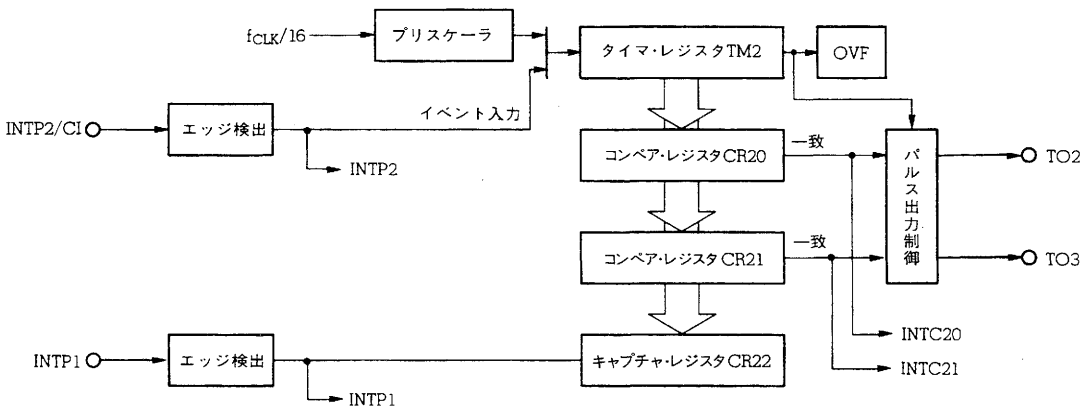 fCLK/16
プリスケーラ
タイマ・レジスタTM2
OVF
イベント入力
INTP2/CI
エッジ検出
INTP2
コンペア・レジスタCR20
一致
パルス出力制御
TO2
コンペア・レジスタCR21
一致
TO3
INTC20
INTP1
エッジ検出
キャプチャ・レジスタCR22
INTC21
INTP1